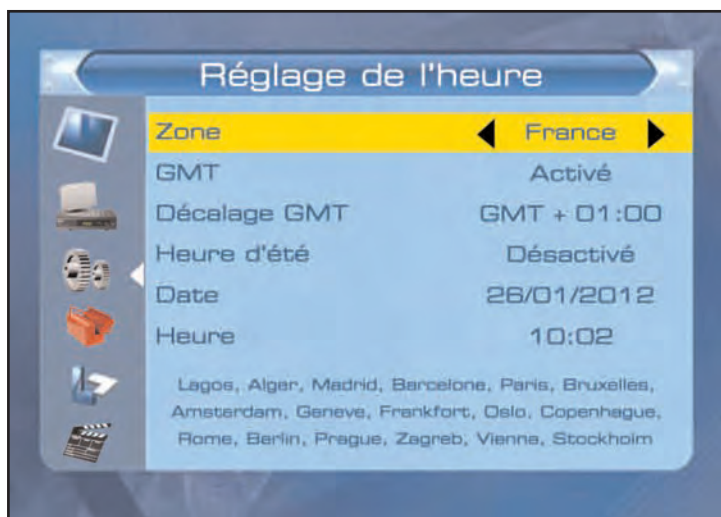 Réglage de l'heure
Zone France
GMT Activé
Décalage GMT GMT + 01:00
Heure d'été Désactivé
Date 26/01/2012
Heure 10:02
Lagos, Alger, Madrid, Barcelone, Paris, Bruxelles,
Amsterdam, Geneve, Frankfort, Oslo, Copenhague,
Rome, Berlin, Prague, Zagreb, Vienne, Stockholm